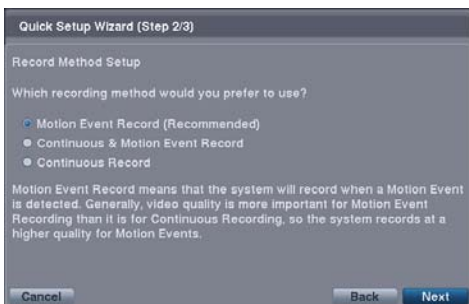 Quick Setup Wizard (Step 2/3)
Record Method Setup
Which recording method would you prefer to use?
Motion Event Record (Recommended)
Continuous & Motion Event Record
Continuous Record
Motion Event Record means that the system will record when a Motion Event
is detected. Generally, video quality is more important for Motion Event
Recording than it is for Continuous Recording, so the system records at a
higher quality for Motion Events.
Cancel Back Next